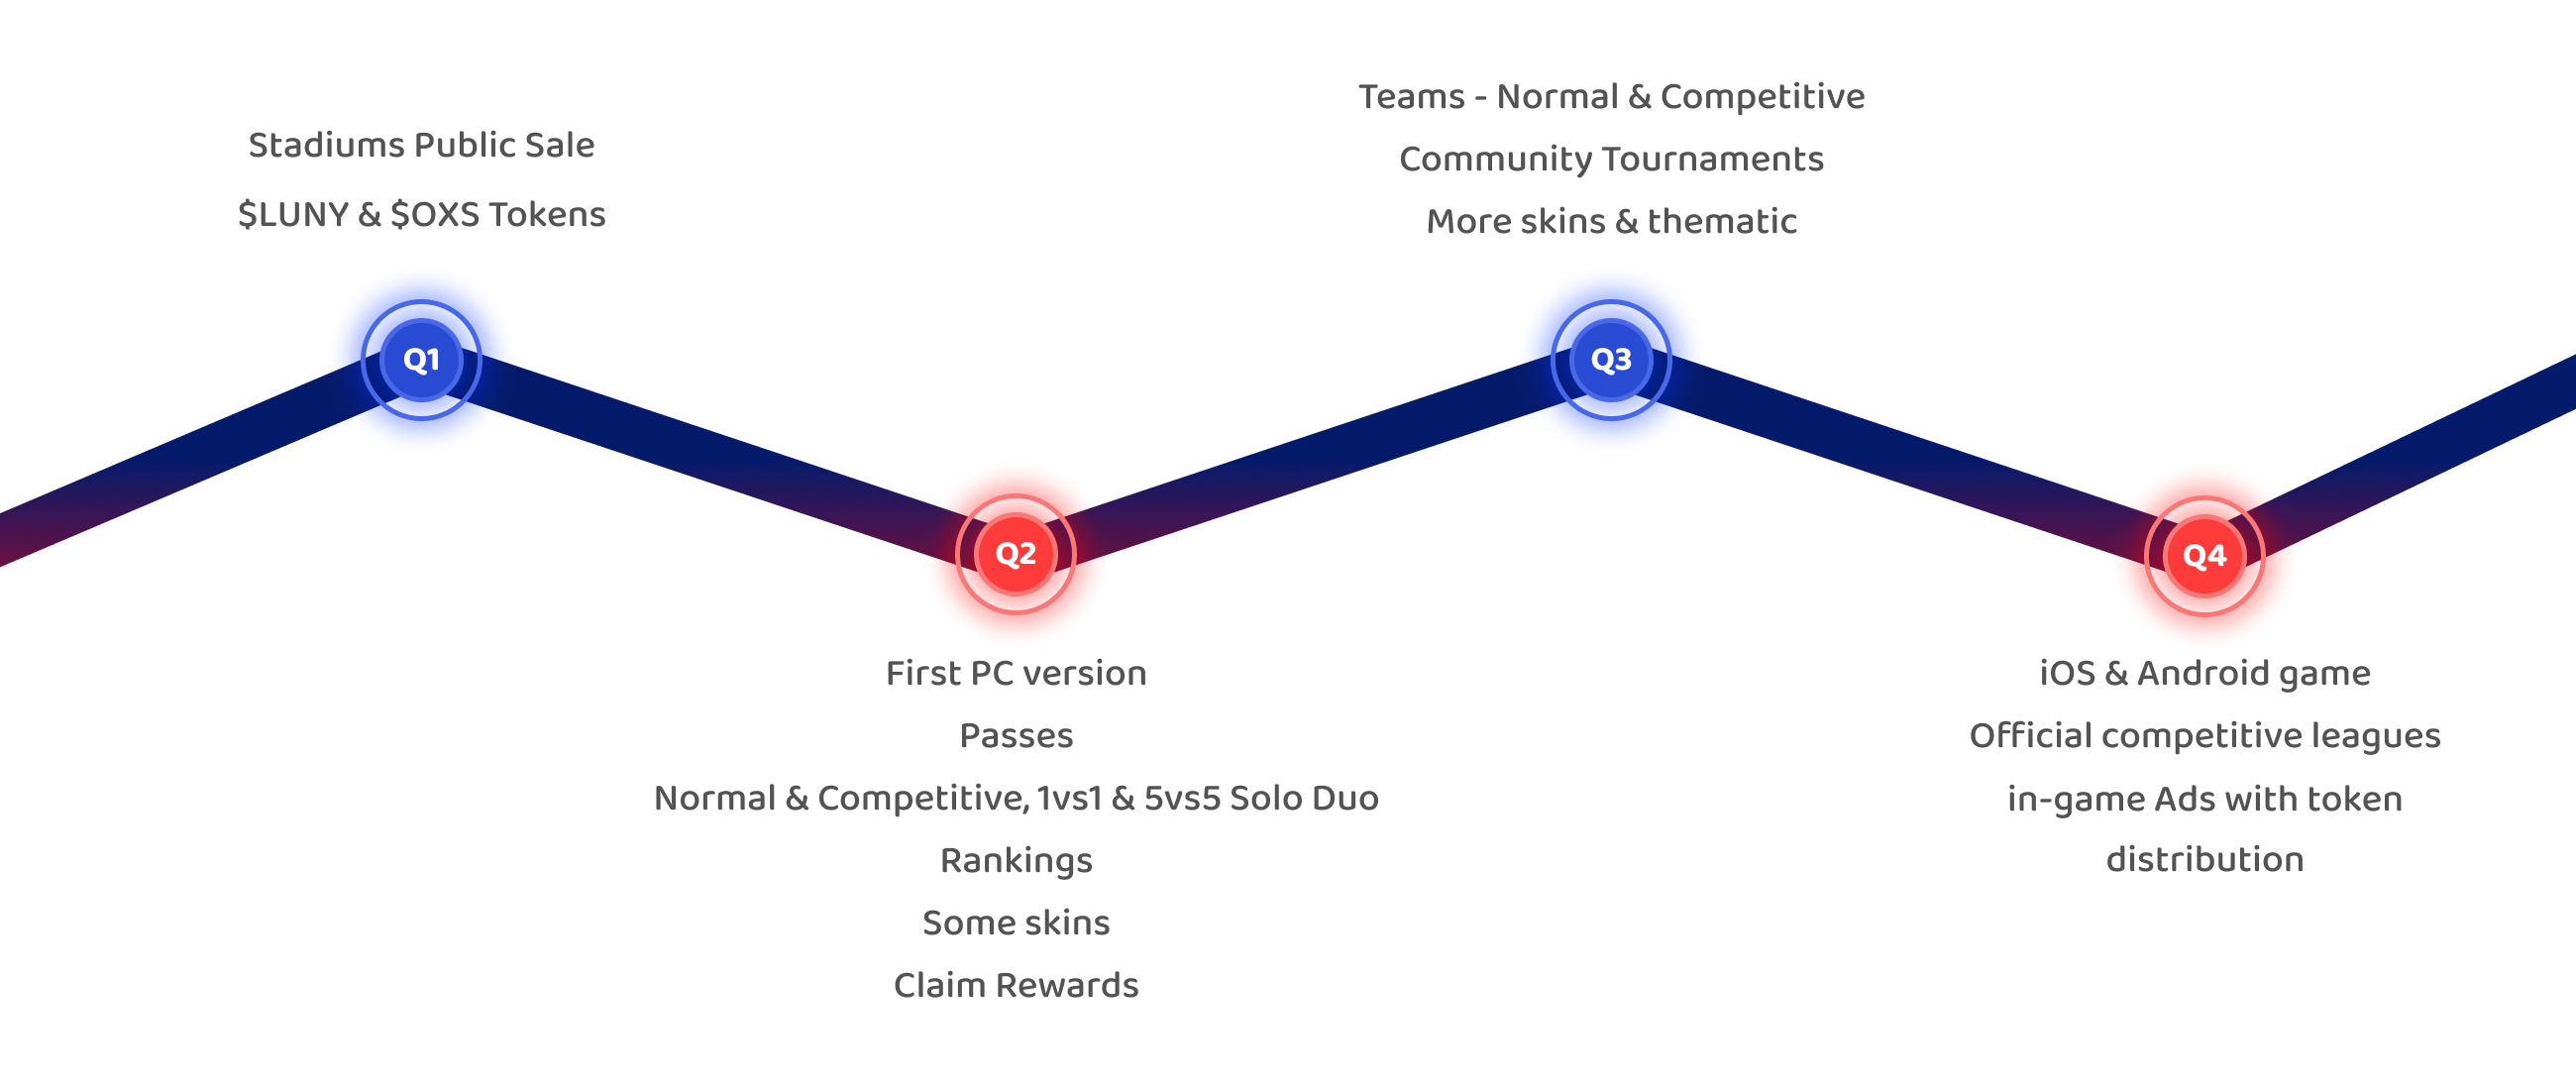 Stadiums Public Sale
$LUNY & $OXS Tokens
Q1
Q2
First PC version
Passes
Normal & Competitive, 1vs1 & 5vs5 Solo Duo
Rankings
Some skins
Claim Rewards
Teams - Normal & Competitive
Community Tournaments
More skins & thematic
Q3
Q4
iOS & Android game
Official competitive leagues
in-game Ads with token
distribution